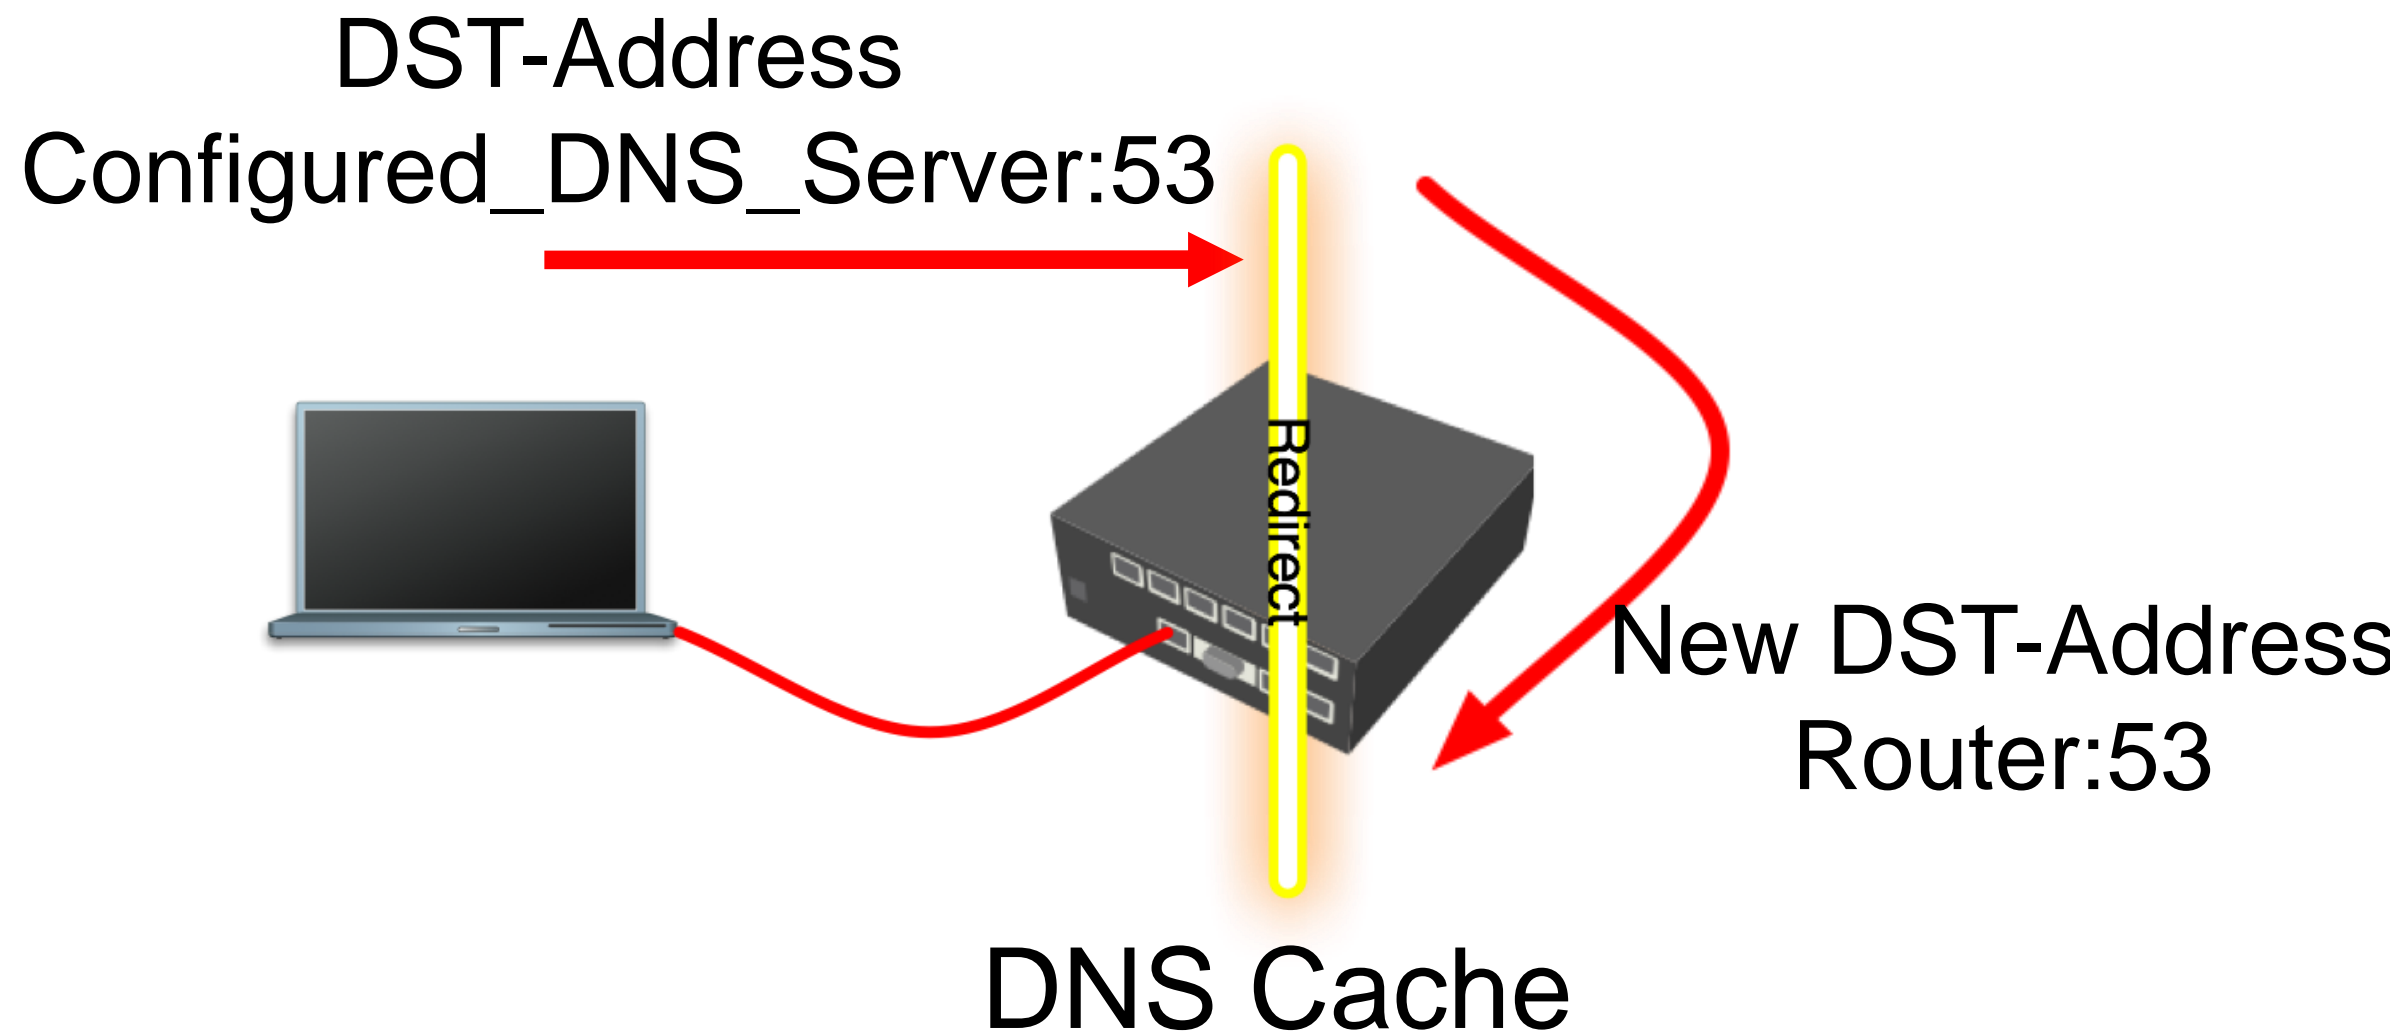 DST-Address
Configured_DNS_Server:53
Redirect
New DST-Address
Router:53
DNS Cache